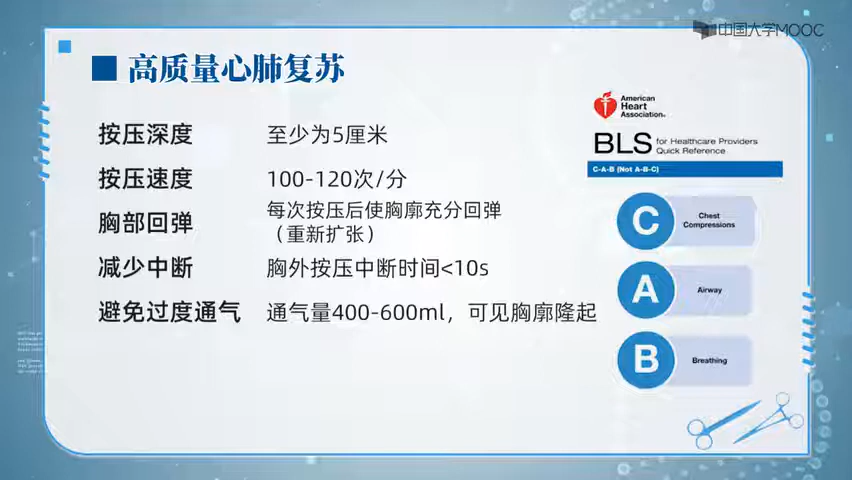 中国大学MOOC
高质量心肺复苏
按压深度 至少为5厘米
按压速度 100-120次/分
胸部回弹 每次按压后使胸廓充分回弹
（重新扩张）
减少中断 胸外按压中断时间<10s
避免过度通气 通气量400-600ml，可见胸廓隆起
American
Heart
Association®
BLS for Healthcare Providers
Quick Reference
C-A-B (Not A-B-C)
C Chest
Compressions
A Airway
B Breathing